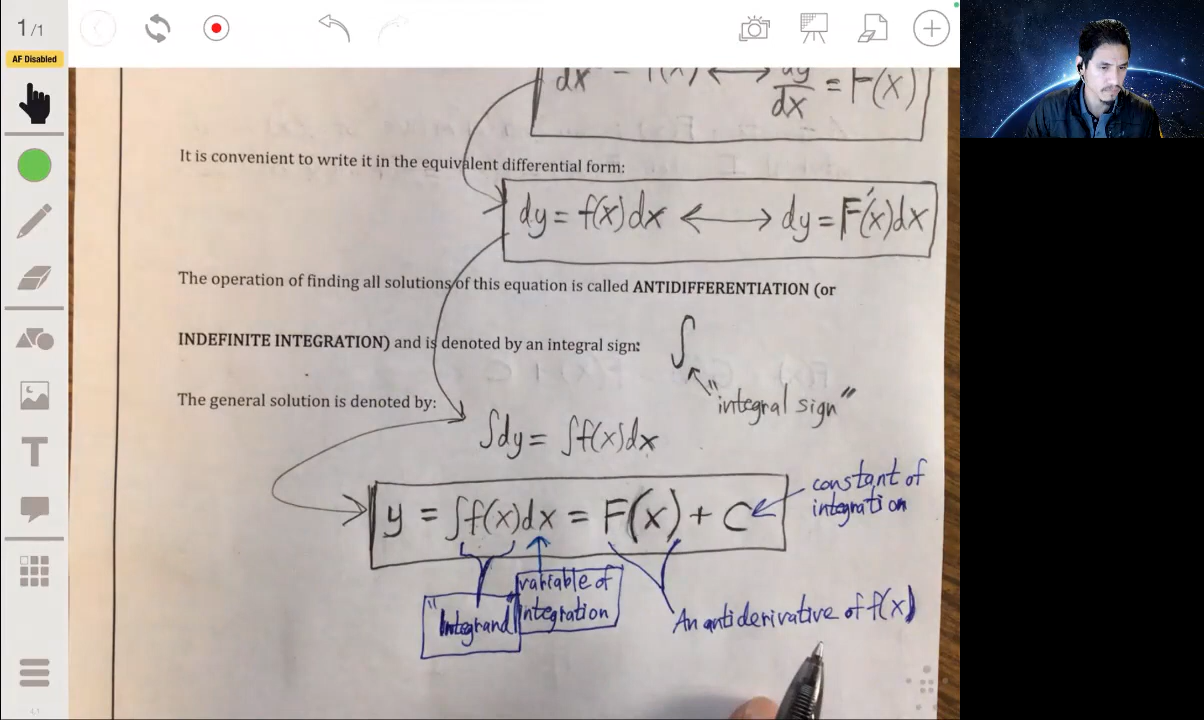 1/1
AF Disabled
dx = f(x) ⟷ dy/dx = F(x)
It is convenient to write it in the equivalent differential form:
dy = f(x)dx ⟷ dy = F'(x)dx
The operation of finding all solutions of this equation is called ANTIDIFFERENTIATION (or
INDEFINITE INTEGRATION) and is denoted by an integral sign:
∫
"integral sign"
The general solution is denoted by:
∫dy = ∫f(x)dx
y = ∫f(x)dx = F(x) + C
constant of
integration
"Integrand"
variable of
integration
An antiderivative of f(x)
T